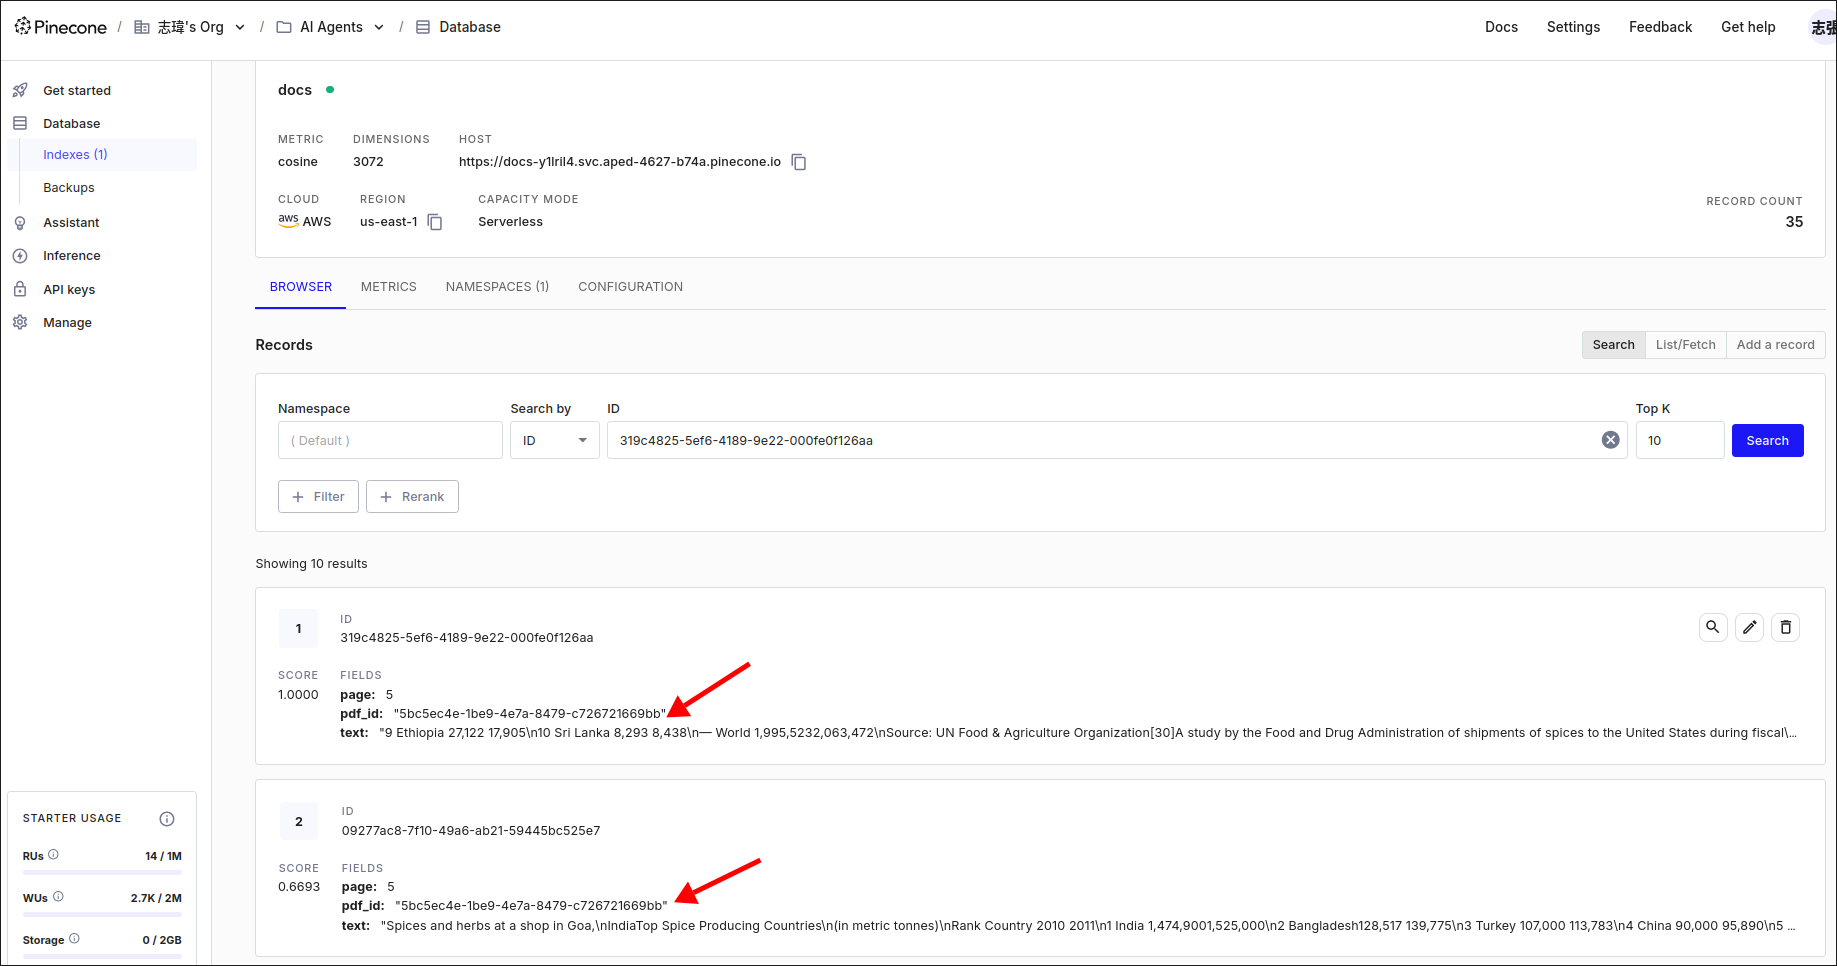 Pinecone / 志瑋's Org / AI Agents / Database
Docs Settings Feedback Get help
Get started
Database
Indexes (1)
Backups
Assistant
Inference
API keys
Manage
STARTER USAGE
RUs 14 / 1M
WUs 2.7K / 2M
Storage 0 / 2GB
docs
METRIC DIMENSIONS HOST
cosine 3072 https://docs-y1lril4.svc.aped-4627-b74a.pinecone.io
CLOUD REGION CAPACITY MODE
aws AWS us-east-1 Serverless
RECORD COUNT
35
BROWSER METRICS NAMESPACES (1) CONFIGURATION
Records
Search List/Fetch Add a record
Namespace Search by ID Top K
( Default ) ID 319c4825-5ef6-4189-9e22-000fe0f126aa 10 Search
Filter Rerank
Showing 10 results
1
ID
319c4825-5ef6-4189-9e22-000fe0f126aa
SCORE FIELDS
1.0000 page: 5
pdf_id: "5bc5ec4e-1be9-4e7a-8479-c726721669bb"
text: "9 Ethiopia 27,122 17,905\n10 Sri Lanka 8,293 8,438\n— World 1,995,5232,063,472\nSource: UN Food & Agriculture Organization[30]A study by the Food and Drug Administration of shipments of spices to the United States during fiscal\...
2
ID
09277ac8-7f10-49a6-ab21-59445bc525e7
SCORE FIELDS
0.6693 page: 5
pdf_id: "5bc5ec4e-1be9-4e7a-8479-c726721669bb"
text: "Spices and herbs at a shop in Goa,\nIndiaTop Spice Producing Countries\n(in metric tonnes)\nRank Country 2010 2011\n1 India 1,474,9001,525,000\n2 Bangladesh128,517 139,775\n3 Turkey 107,000 113,783\n4 China 90,000 95,890\n5 ...